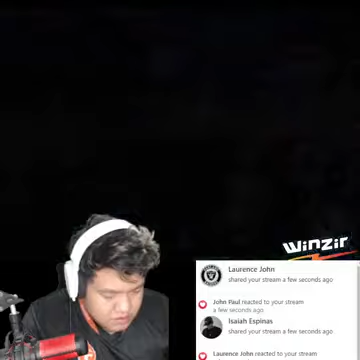 WINZIR
Laurence John
shared your stream a few seconds ago
John Paul reacted to your stream
a few seconds ago
Isaiah Espinas
shared your stream a few seconds ago
Laurence John reacted to your stream